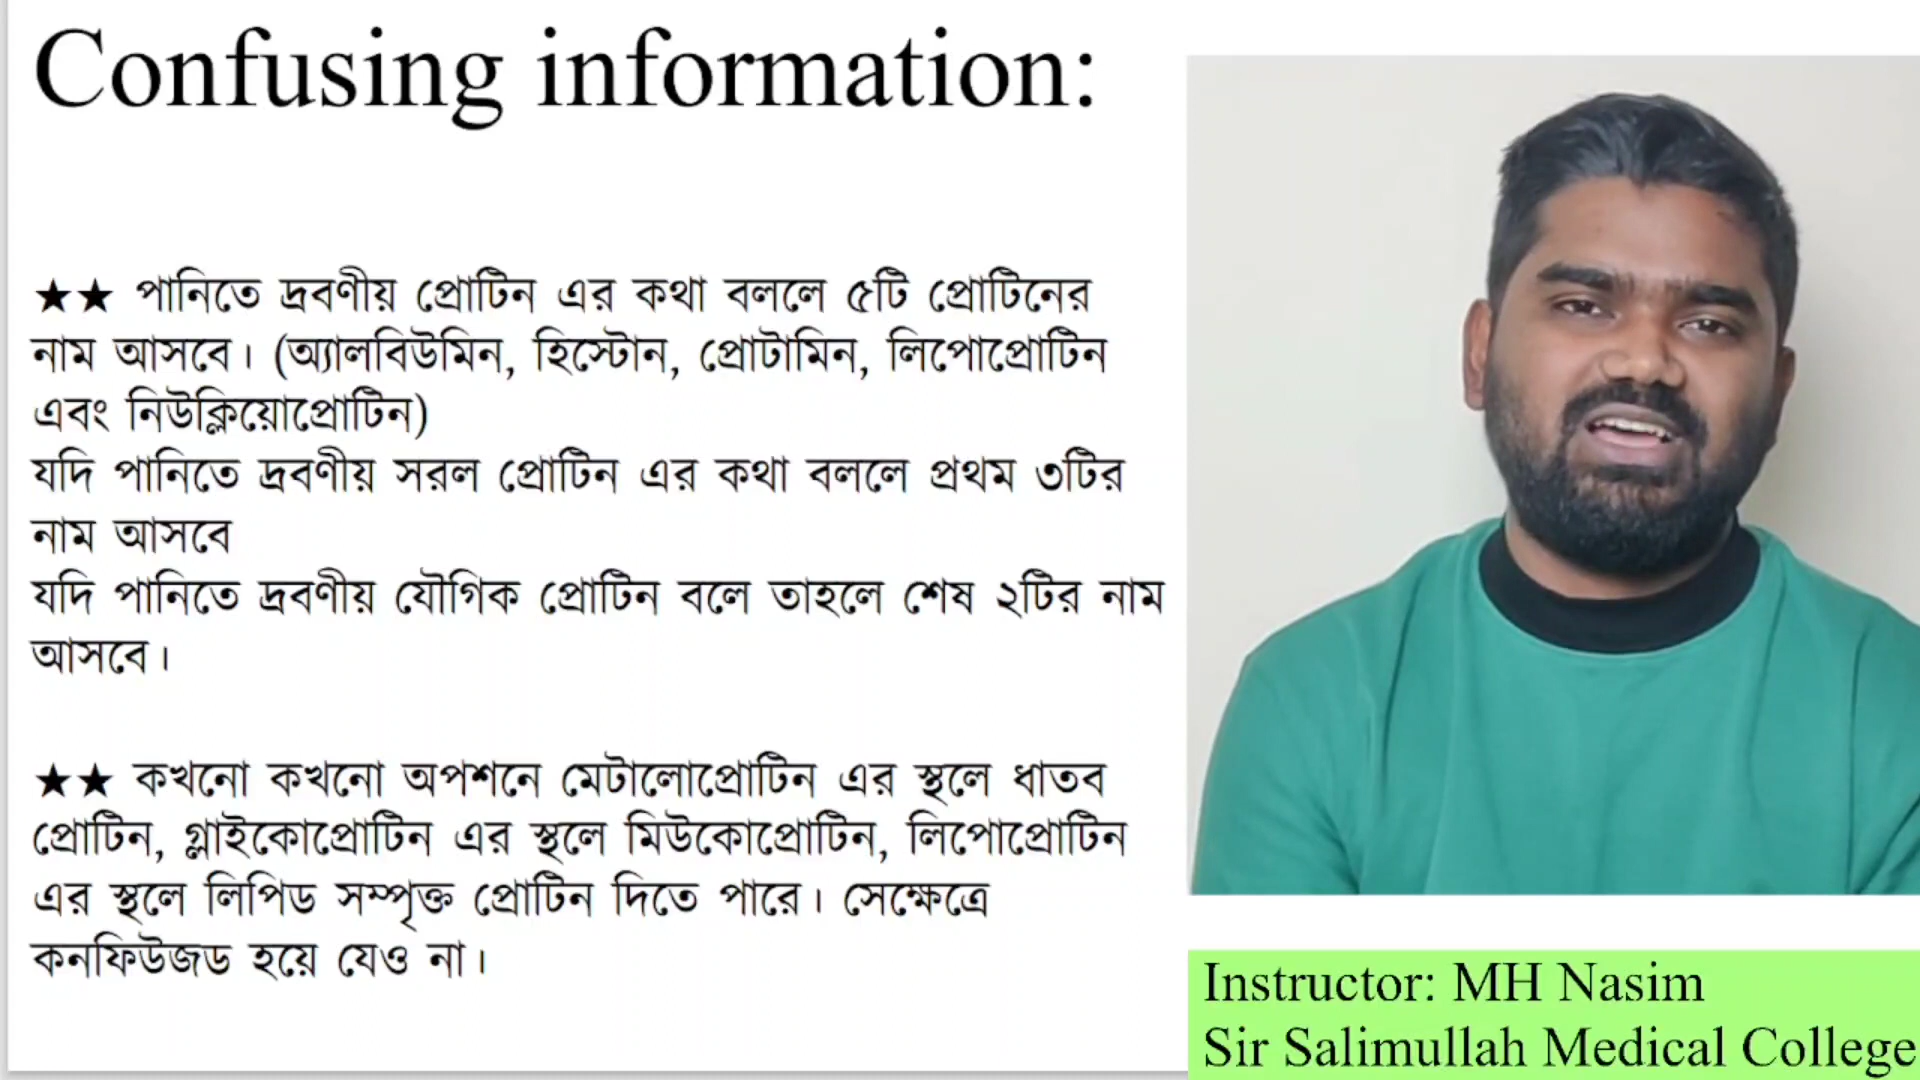 Confusing information:
★★ পানিতে দ্রবণীয় প্রোটিন এর কথা বললে ৫টি প্রোটিনের
নাম আসবে। (অ্যালবিউমিন, হিস্টোন, প্রোটামিন, লিপোপ্রোটিন
এবং নিউক্লিয়োপ্রোটিন)
যদি পানিতে দ্রবণীয় সরল প্রোটিন এর কথা বললে প্রথম ৩টির
নাম আসবে
যদি পানিতে দ্রবণীয় যৌগিক প্রোটিন বলে তাহলে শেষ ২টির নাম
আসবে।
★★ কখনো কখনো অপশনে মেটালোপ্রোটিন এর স্থলে ধাতব
প্রোটিন, গ্লাইকোপ্রোটিন এর স্থলে মিউকোপ্রোটিন, লিপোপ্রোটিন
এর স্থলে লিপিড সম্পৃক্ত প্রোটিন দিতে পারে। সেক্ষেত্রে
কনফিউজড হয়ে যেও না।
Instructor: MH Nasim
Sir Salimullah Medical College